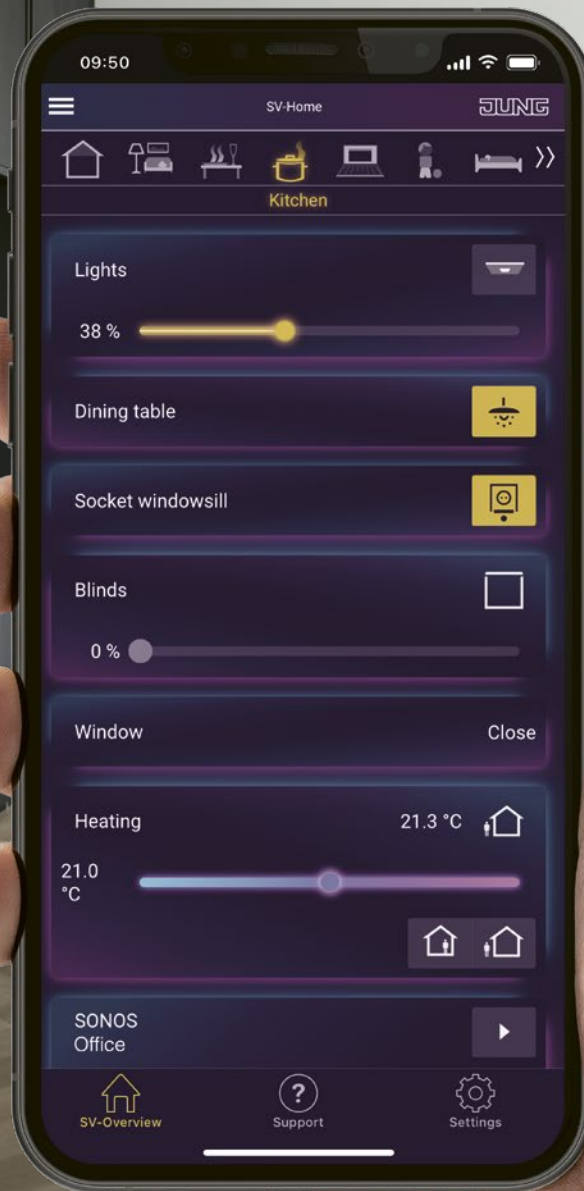 09:50
SV-Home
JUNG
Kitchen
Lights
38 %
Dining table
Socket windowsill
Blinds
0 %
Window Close
Heating 21.3 °C
21.0
°C
SONOS
Office
SV-Overview Support Settings